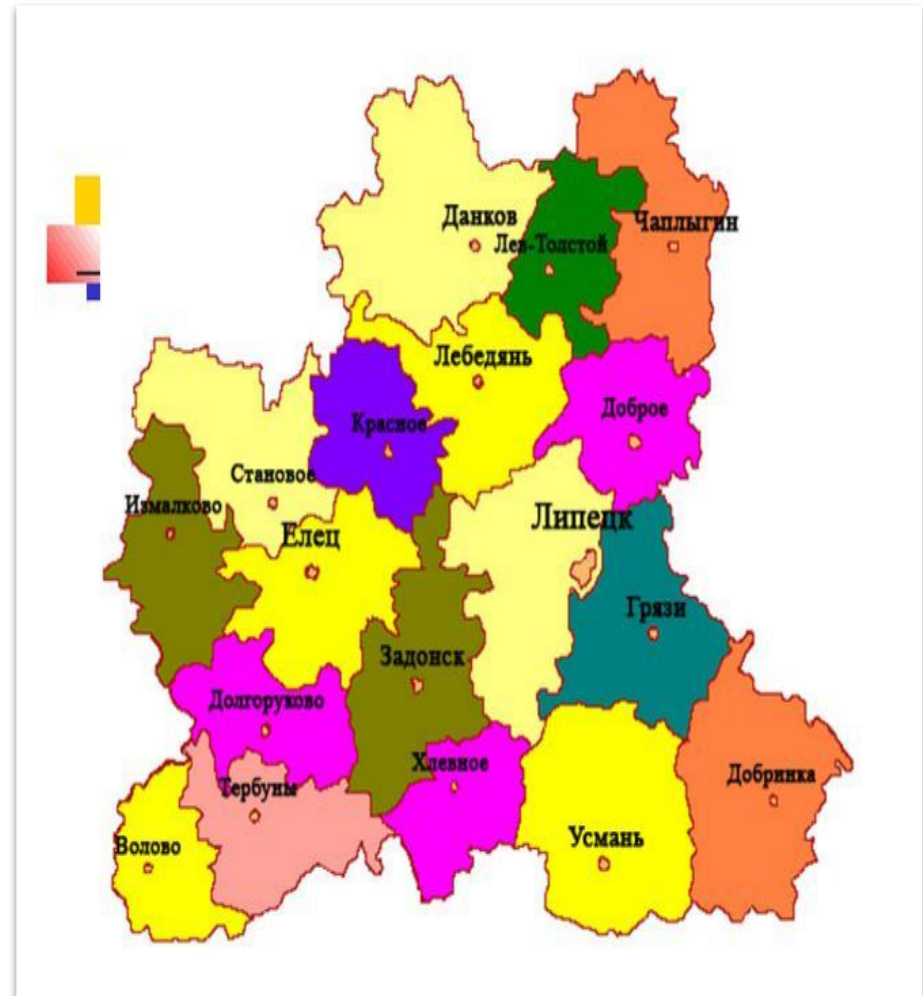 Данков
Чаплыгин
Лев-Толстой
Лебедянь
Доброе
Красное
Становое
Измалково
Липецк
Елец
Грязи
Задонск
Долгоруково
Хлевное
Добринка
Тербуны
Усмань
Волово